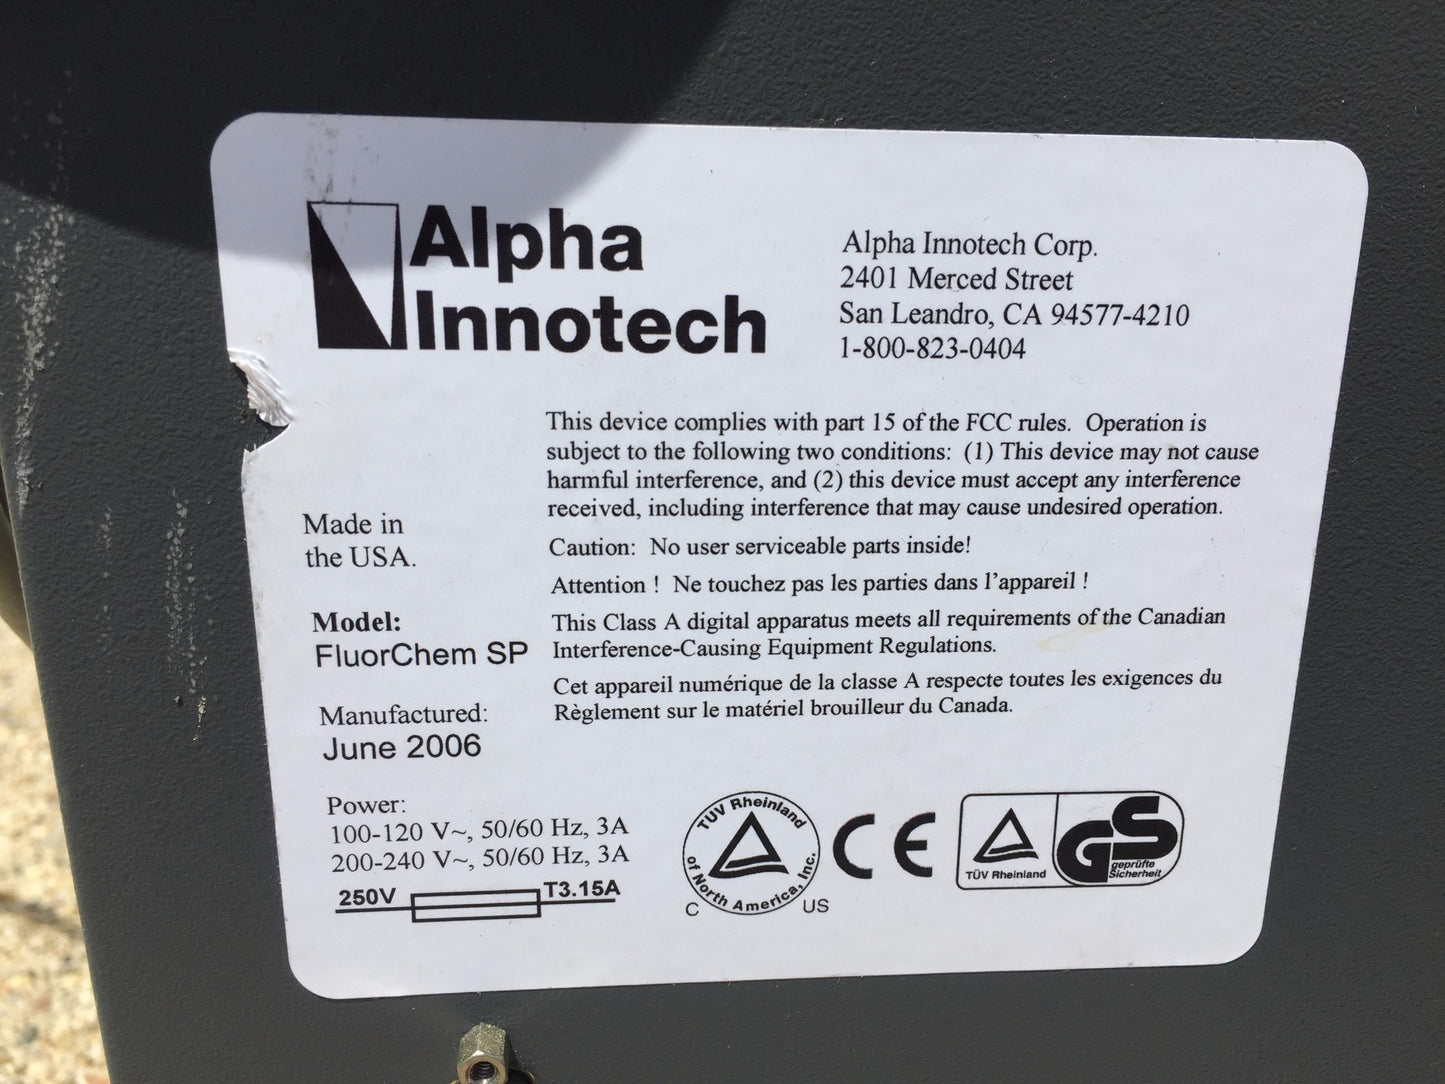 Alpha
Innotech
Alpha Innotech Corp.
2401 Merced Street
San Leandro, CA 94577-4210
1-800-823-0404
This device complies with part 15 of the FCC rules. Operation is
subject to the following two conditions: (1) This device may not cause
harmful interference, and (2) this device must accept any interference
received, including interference that may cause undesired operation.
Caution: No user serviceable parts inside!
Attention ! Ne touchez pas les parties dans l'appareil !
This Class A digital apparatus meets all requirements of the Canadian
Interference-Causing Equipment Regulations.
Cet appareil numérique de la classe A respecte toutes les exigences du
Règlement sur le matériel brouilleur du Canada.
Made in
the USA.
Model:
FluorChem SP
Manufactured:
June 2006
Power:
100-120 V~, 50/60 Hz, 3A
200-240 V~, 50/60 Hz, 3A
250V T3.15A
TÜV Rheinland
of North America, Inc.
C US
CE
TÜV Rheinland
GS
geprüfte
Sicherheit